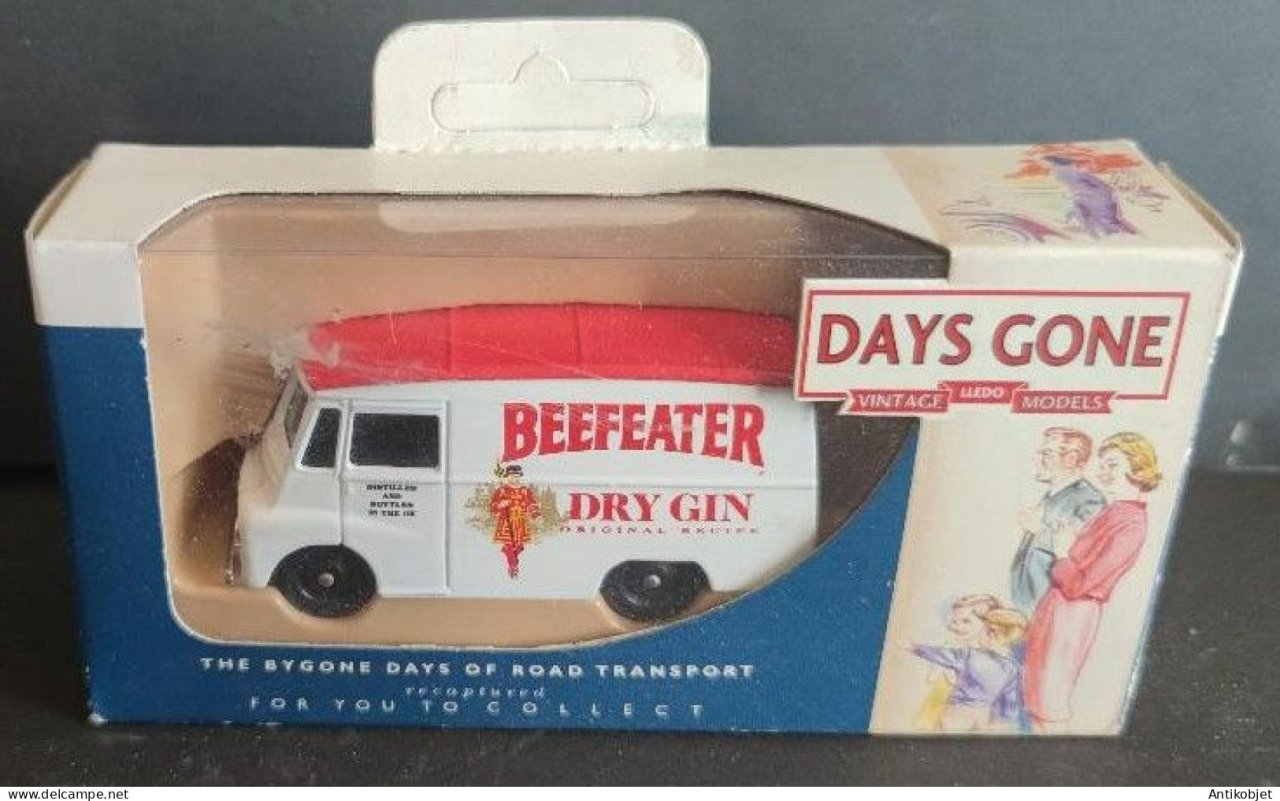 DAYS GONE
VINTAGE LLEDO MODELS
BEEFEATER
DRY GIN
ORIGINAL RECIPE
DISTILLED
AND
BOTTLED
IN THE UK
THE BYGONE DAYS OF ROAD TRANSPORT
recaptured
FOR YOU TO COLLECT
delcampe.net
Antikobjet